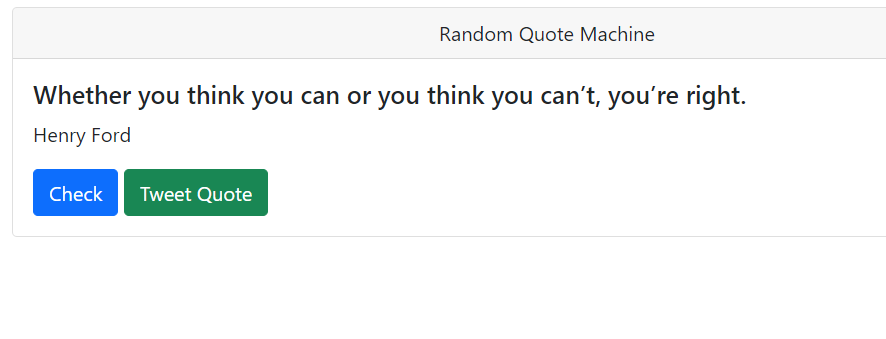 Random Quote Machine
Whether you think you can or you think you can’t, you’re right.
Henry Ford
Check Tweet Quote